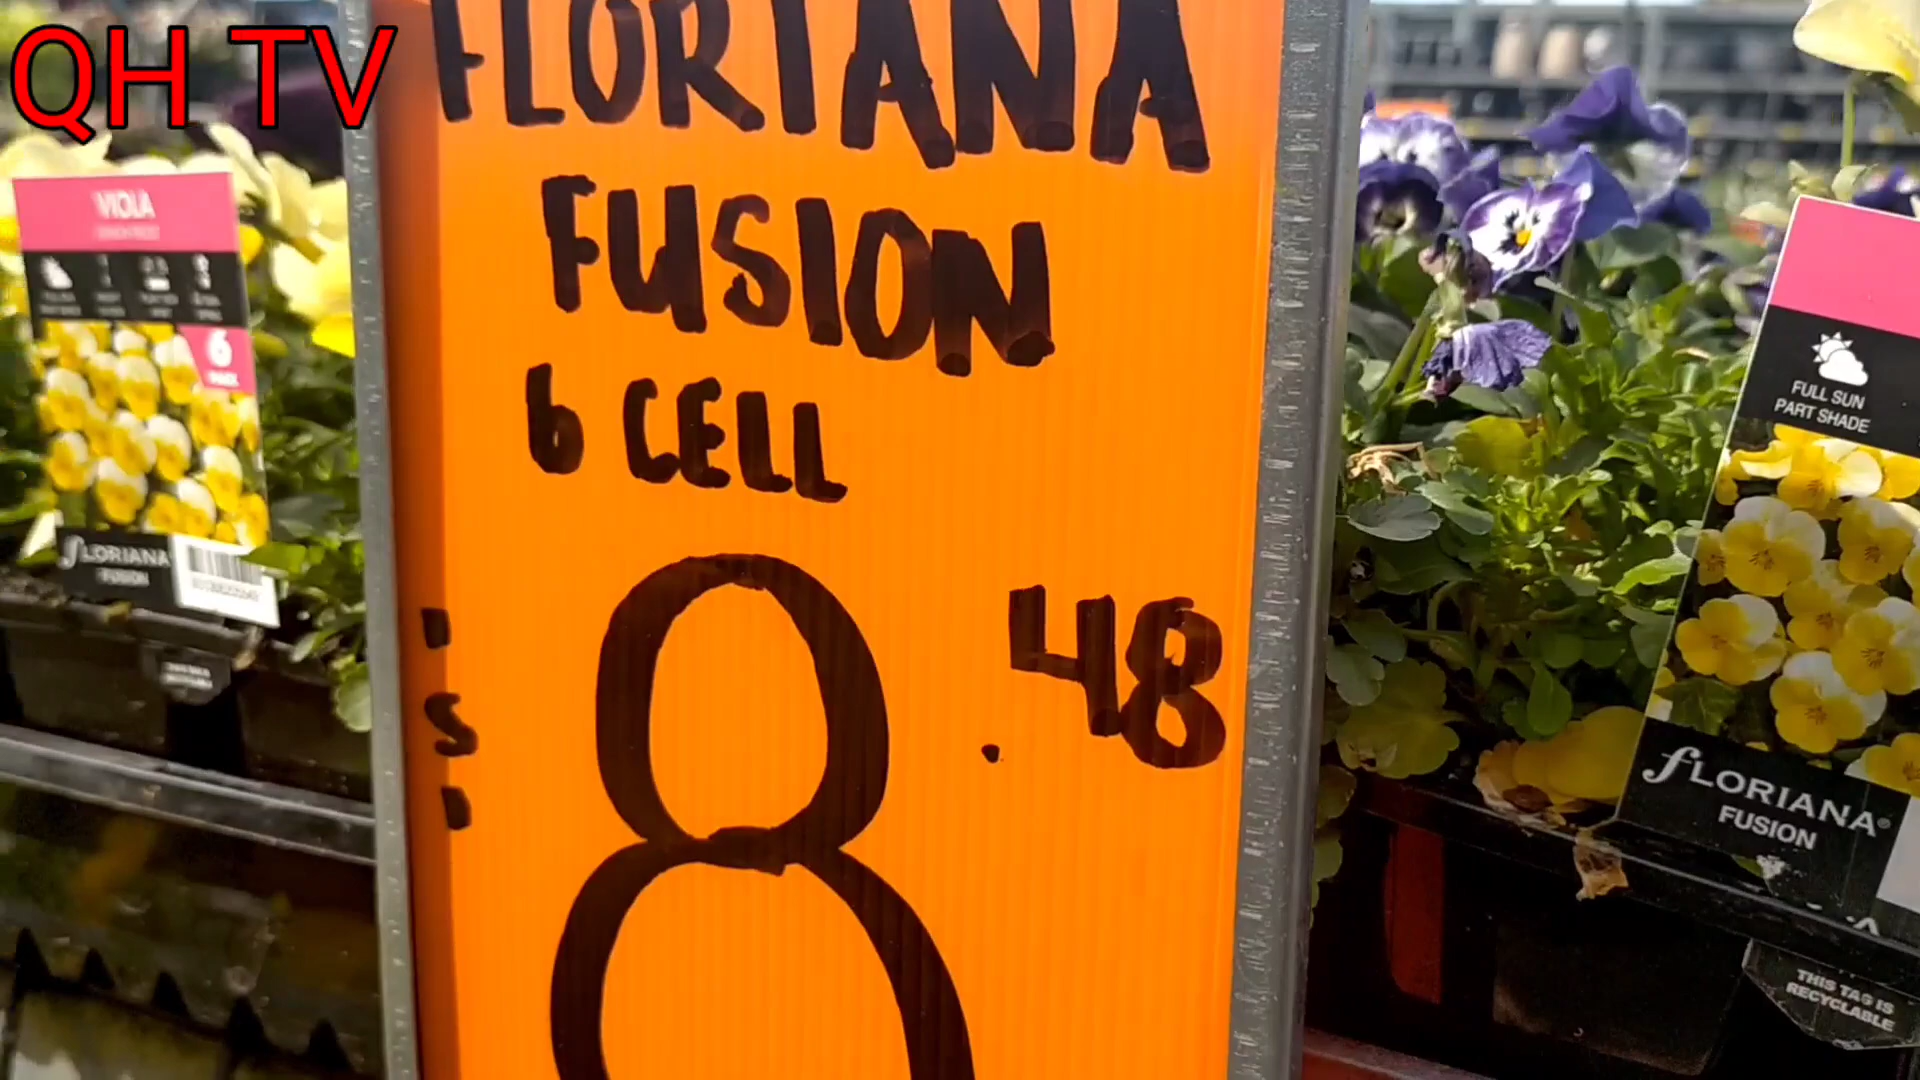 QH TV
FLORIANA
FUSION
6 CELL
8.48
VIOLA
6
PACK
FLORIANA
FUSION
FULL SUN
PART SHADE
FLORIANA®
FUSION
THIS TAG IS
RECYCLABLE